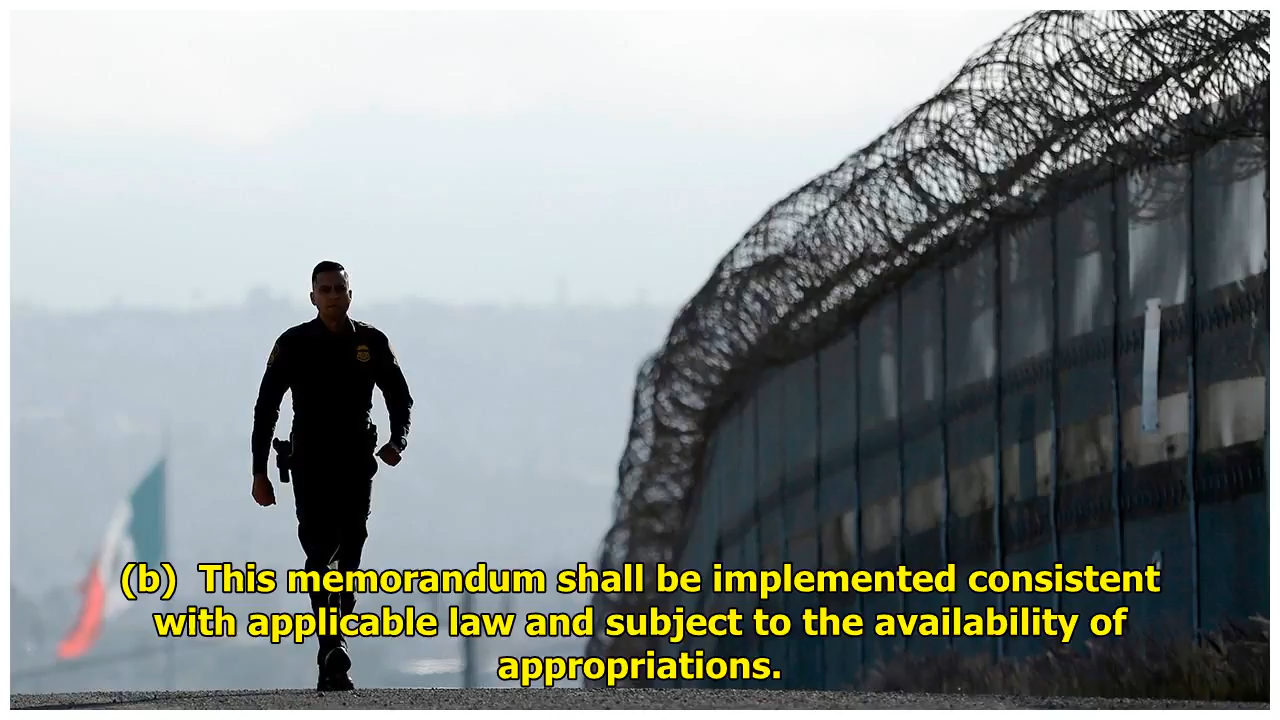 (b)  This memorandum shall be implemented consistent
with applicable law and subject to the availability of
appropriations.